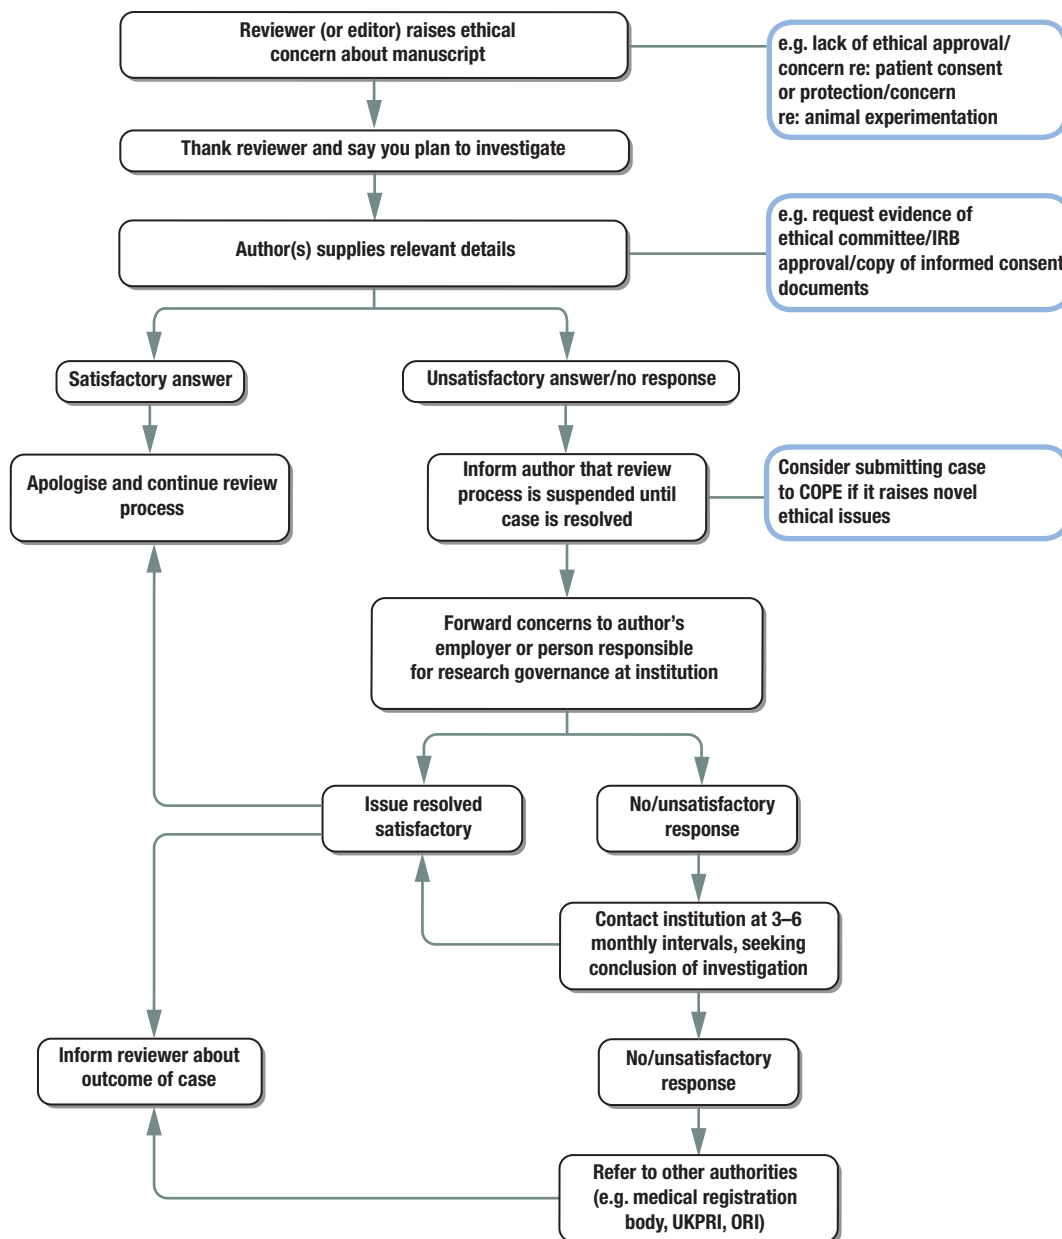 Reviewer (or editor) raises ethical
concern about manuscript
e.g. lack of ethical approval/
concern re: patient consent
or protection/concern
re: animal experimentation
Thank reviewer and say you plan to investigate
Author(s) supplies relevant details
e.g. request evidence of
ethical committee/IRB
approval/copy of informed consent
documents
Satisfactory answer
Unsatisfactory answer/no response
Apologise and continue review
process
Inform author that review
process is suspended until
case is resolved
Consider submitting case
to COPE if it raises novel
ethical issues
Forward concerns to author’s
employer or person responsible
for research governance at institution
Issue resolved
satisfactory
No/unsatisfactory
response
Contact institution at 3–6
monthly intervals, seeking
conclusion of investigation
Inform reviewer about
outcome of case
No/unsatisfactory
response
Refer to other authorities
(e.g. medical registration
body, UKPRI, ORI)